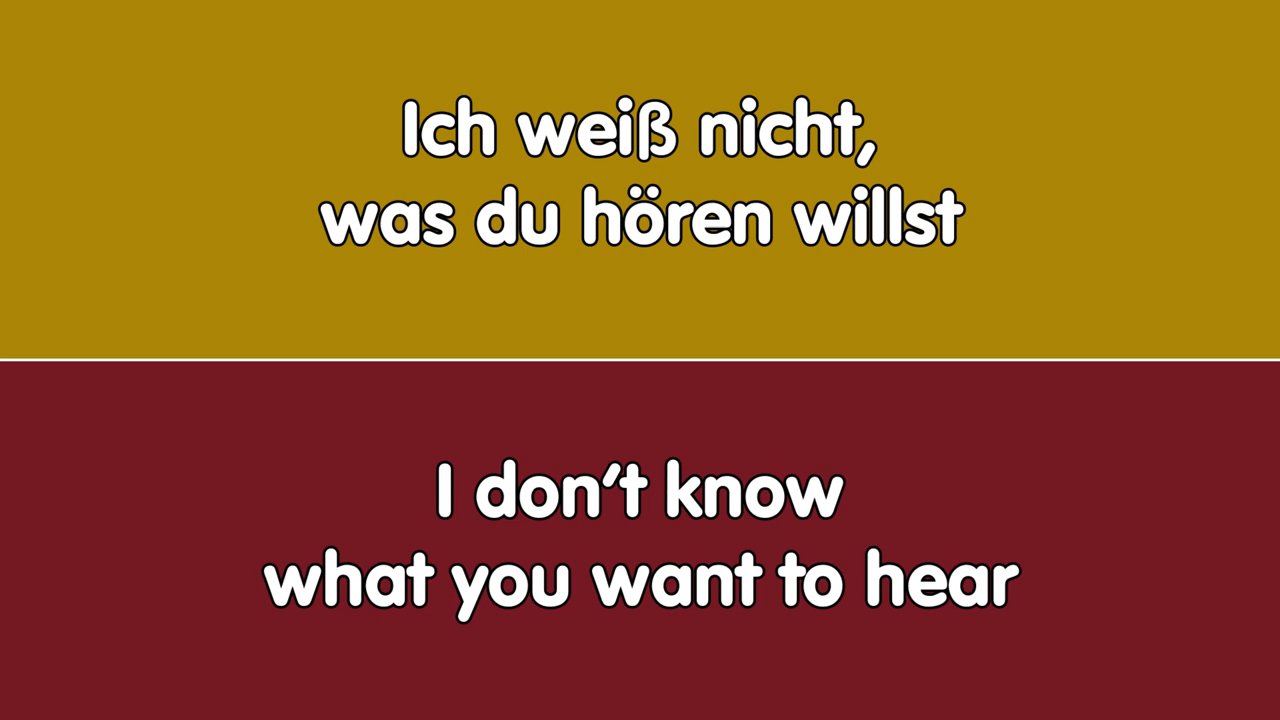 Ich weiß nicht,
was du hören willst
I don't know
what you want to hear